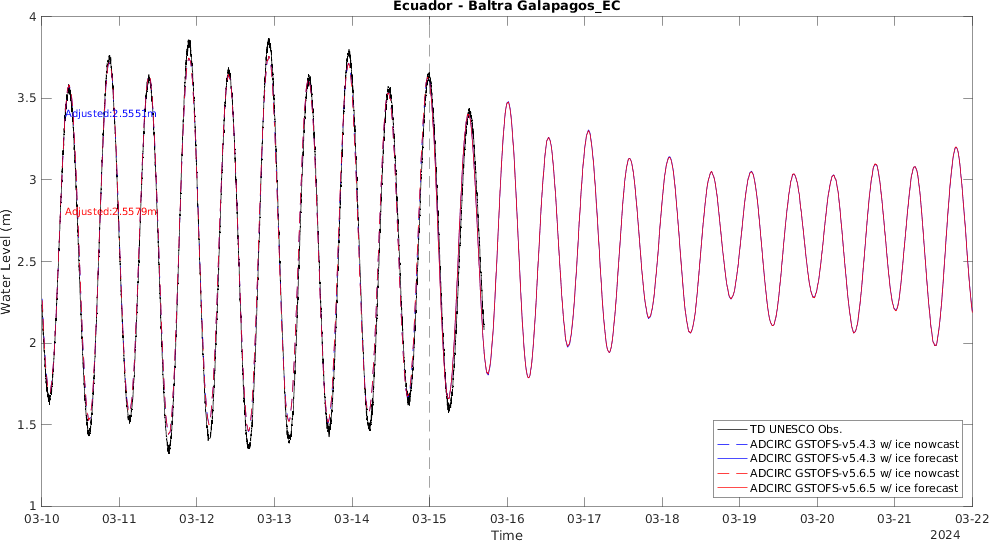 Ecuador - Baltra Galapagos_EC
Water Level (m)
4
3.5
3
2.5
2
1.5
1
Adjusted:2.5551m
Adjusted:2.5579m
TD UNESCO Obs.
ADCIRC GSTOFS-v5.4.3 w/ ice nowcast
ADCIRC GSTOFS-v5.4.3 w/ ice forecast
ADCIRC GSTOFS-v5.6.5 w/ ice nowcast
ADCIRC GSTOFS-v5.6.5 w/ ice forecast
03-10 03-11 03-12 03-13 03-14 03-15 03-16 03-17 03-18 03-19 03-20 03-21 03-22
Time
2024